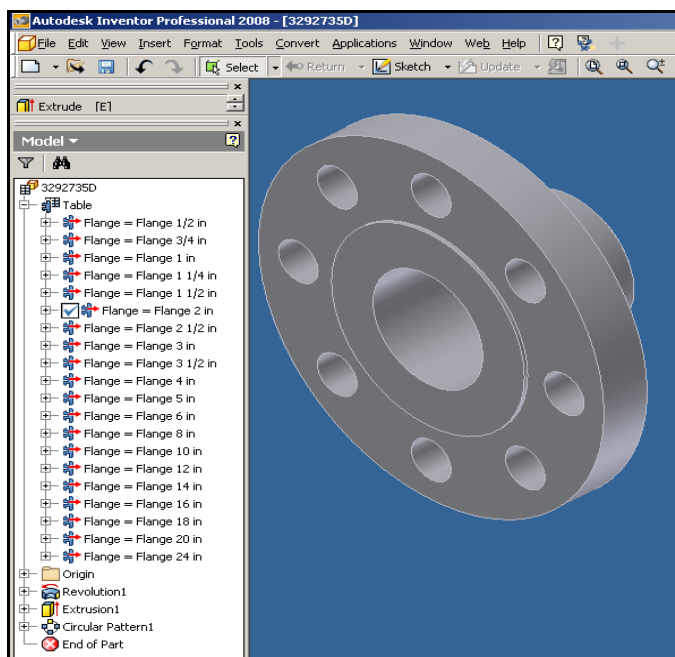 Autodesk Inventor Professional 2008 - [3292735D]
File Edit View Insert Format Tools Convert Applications Window Web Help
Select Return Sketch Update
Extrude [E]
Model
3292735D
Table
Flange = Flange 1/2 in
Flange = Flange 3/4 in
Flange = Flange 1 in
Flange = Flange 1 1/4 in
Flange = Flange 1 1/2 in
Flange = Flange 2 in
Flange = Flange 2 1/2 in
Flange = Flange 3 in
Flange = Flange 3 1/2 in
Flange = Flange 4 in
Flange = Flange 5 in
Flange = Flange 6 in
Flange = Flange 8 in
Flange = Flange 10 in
Flange = Flange 12 in
Flange = Flange 14 in
Flange = Flange 16 in
Flange = Flange 18 in
Flange = Flange 20 in
Flange = Flange 24 in
Origin
Revolution1
Extrusion1
Circular Pattern1
End of Part